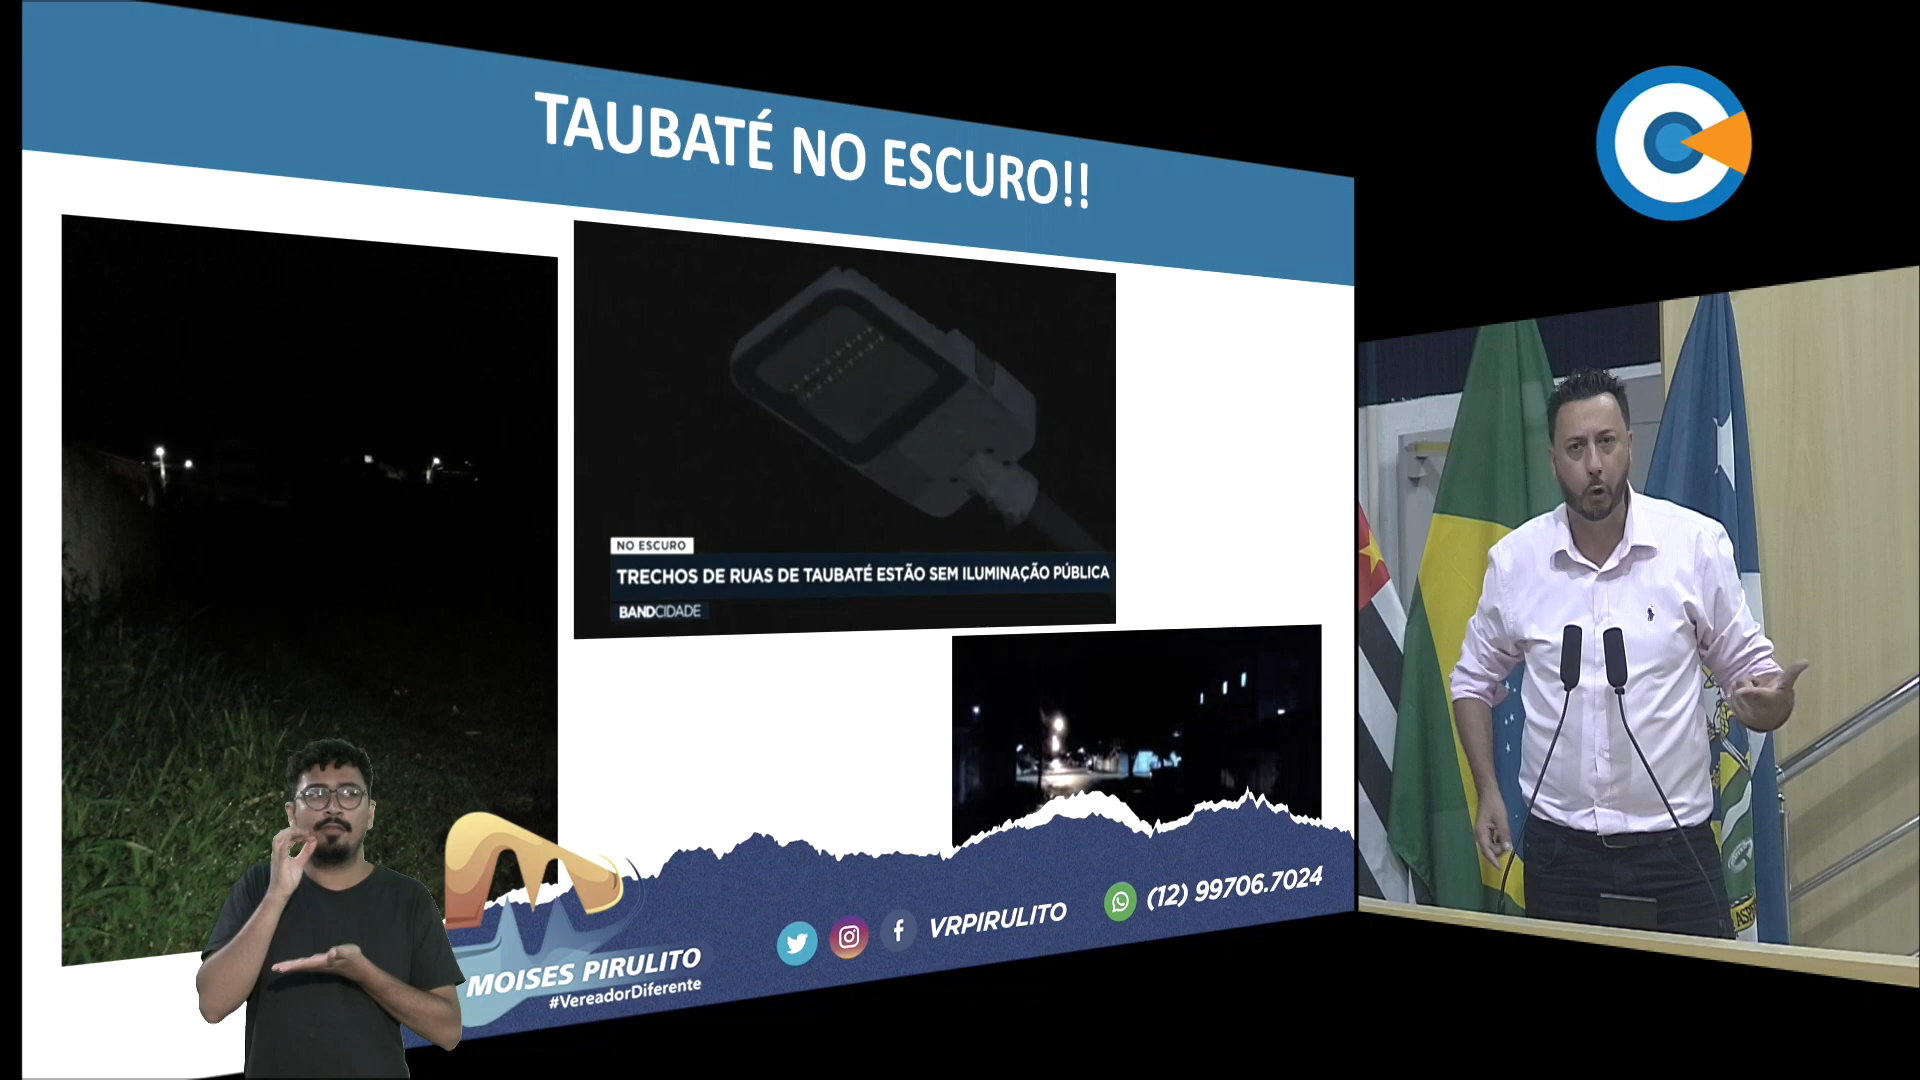 TAUBATÉ NO ESCURO!!
NO ESCURO
TRECHOS DE RUAS DE TAUBATÉ ESTÃO SEM ILUMINAÇÃO PÚBLICA
BANDCIDADE
MOISES PIRULITO
#VereadorDiferente
VRPIRULITO
(12) 99706.7024